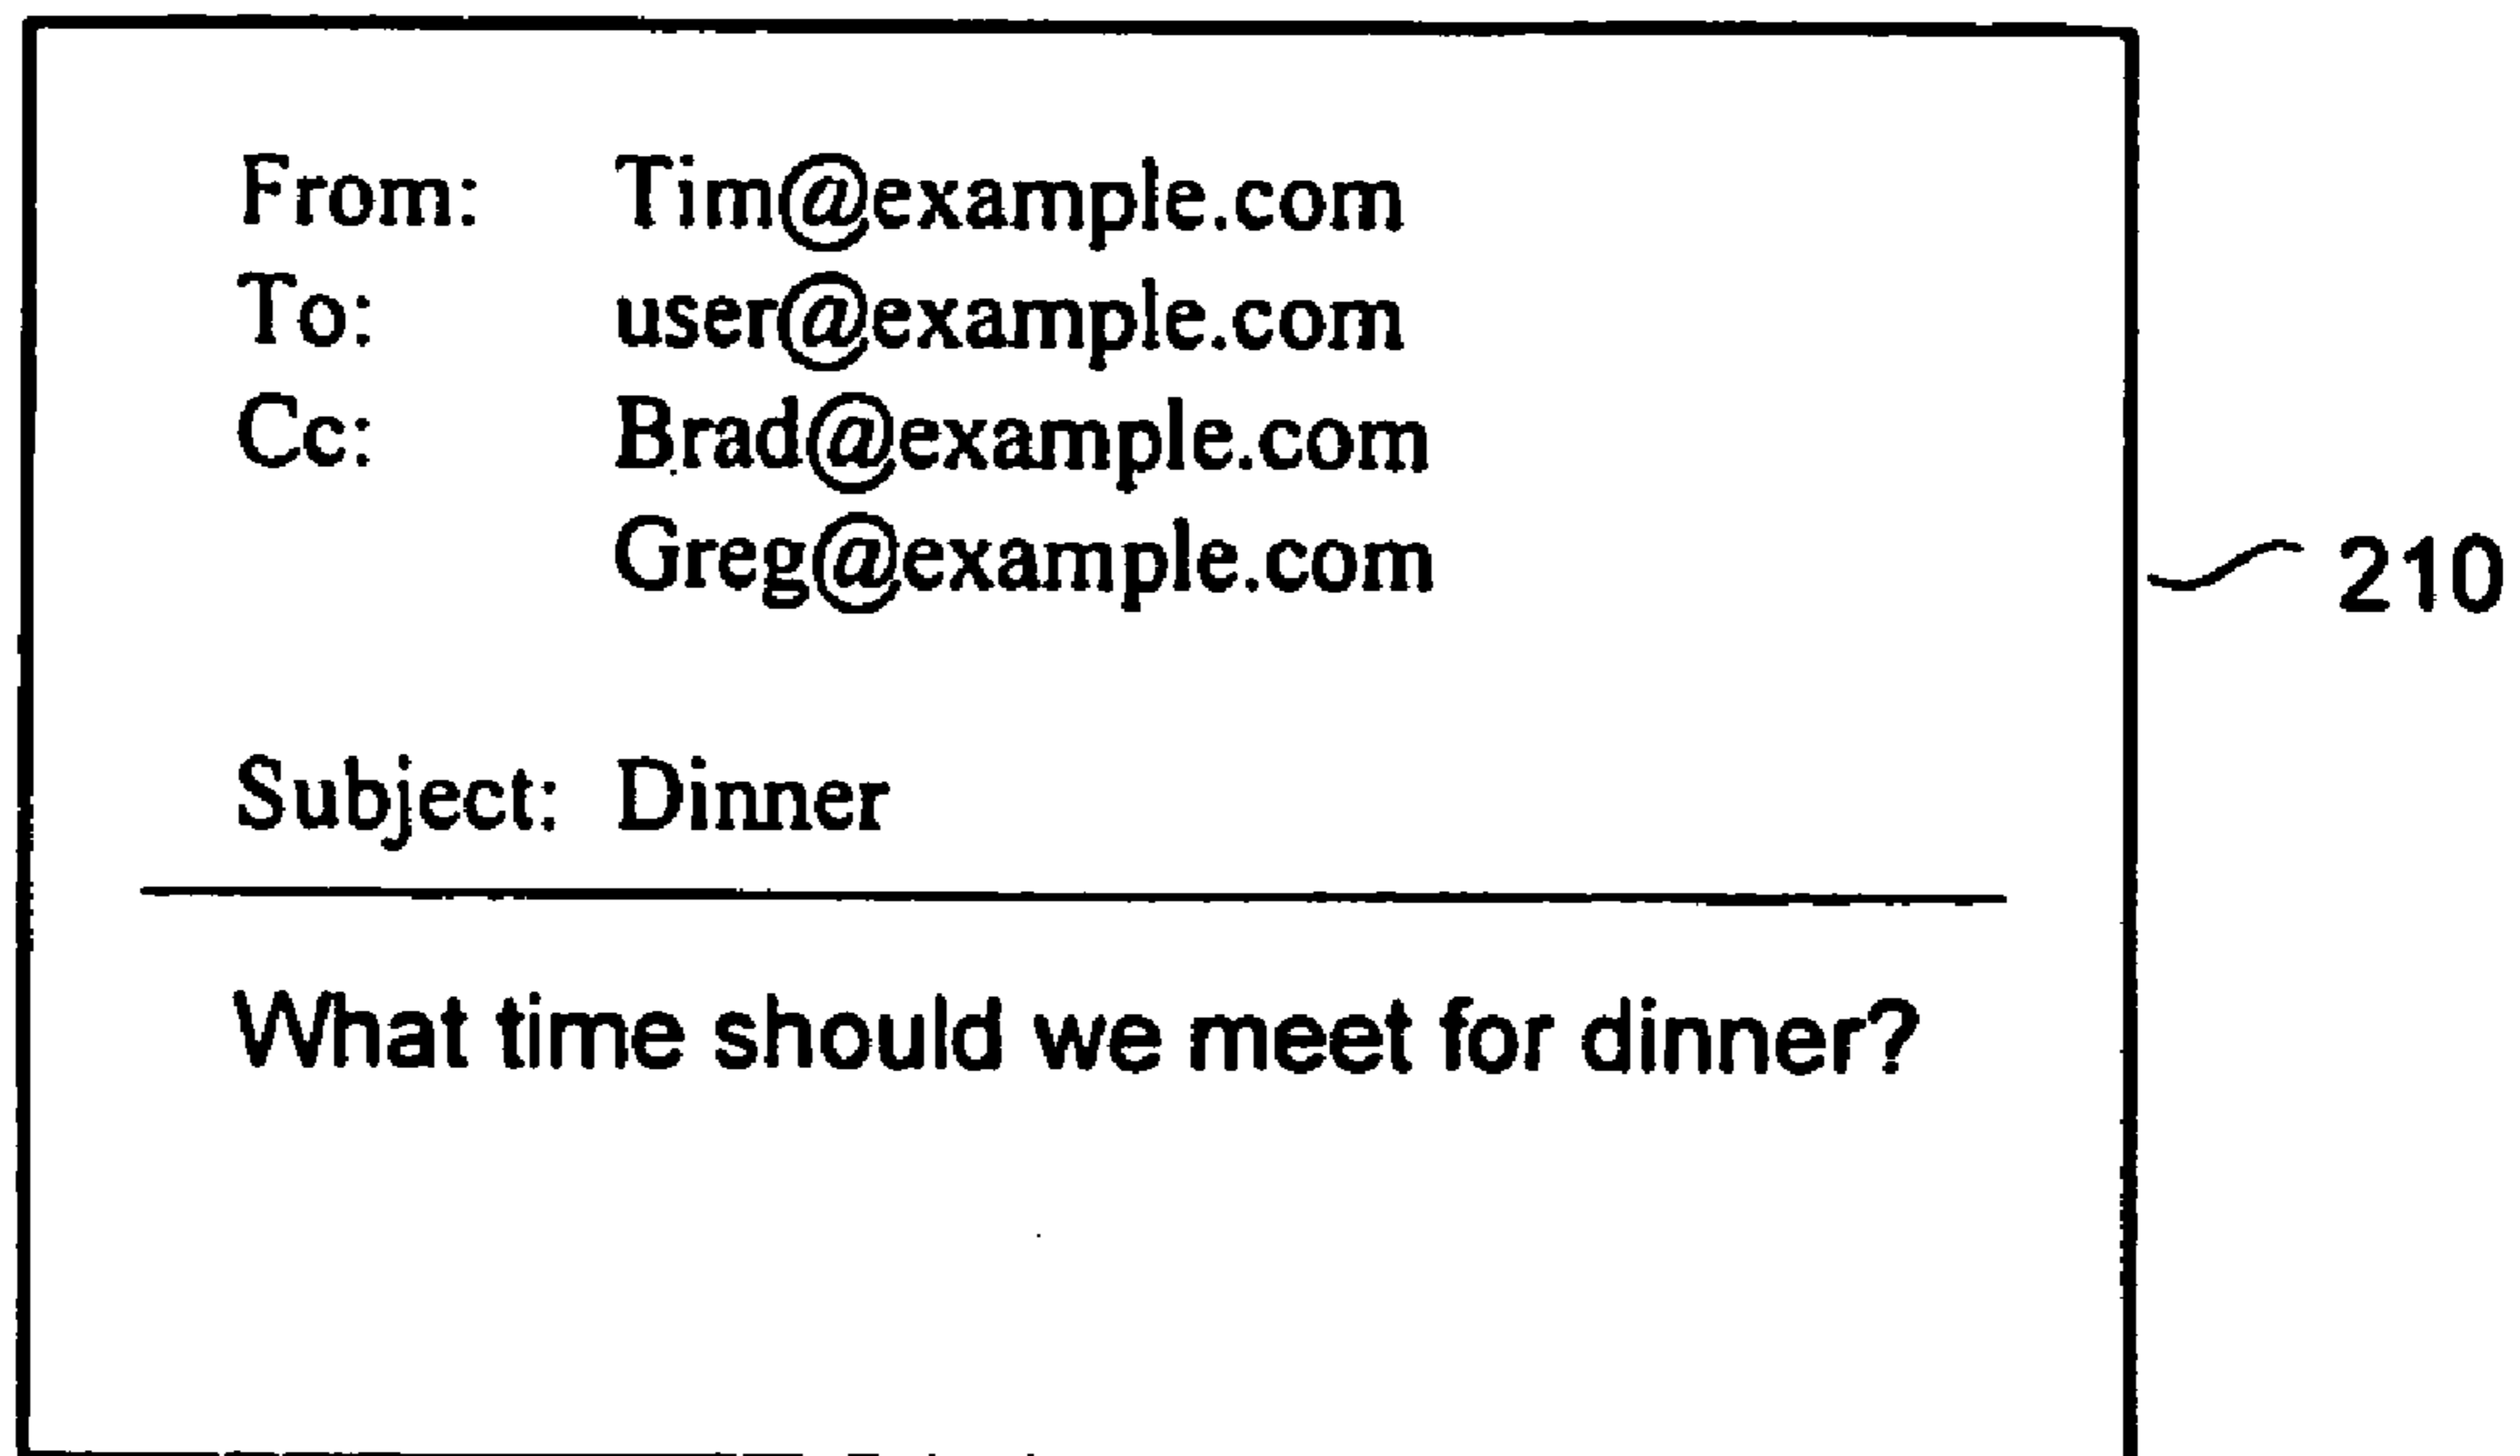 From: Tim@example.com
To: user@example.com
Cc: Brad@example.com
Greg@example.com
210
Subject: Dinner
What time should we meet for dinner?